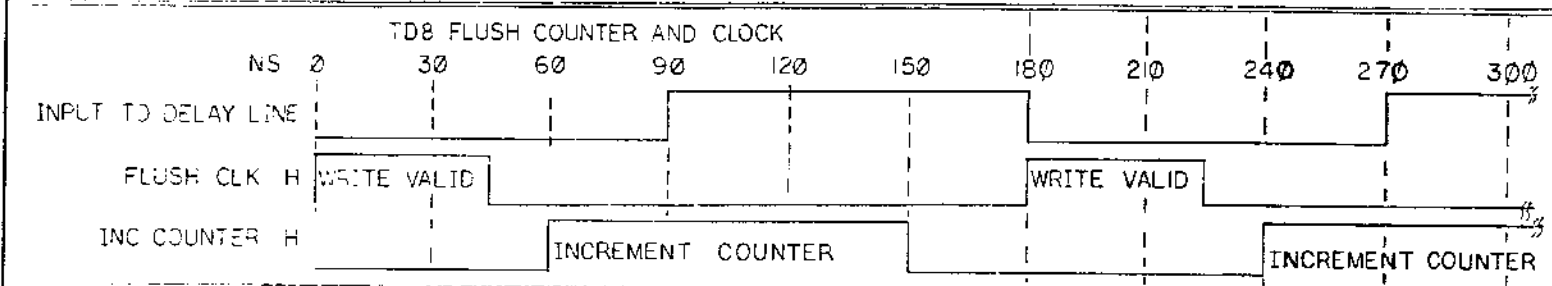 TD8 FLUSH COUNTER AND CLOCK
NS 0 30 60 90 120 150 180 210 240 270 300
INPUT TO DELAY LINE
FLUSH CLK H WRITE VALID WRITE VALID
INC COUNTER H INCREMENT COUNTER INCREMENT COUNTER